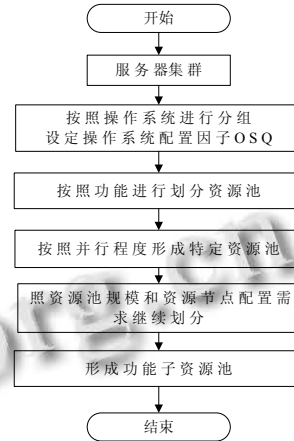 开始
服务器集群
按照操作系统进行分组
设定操作系统配置因子OSQ
按照功能进行划分资源池
按照并行程度形成特定资源池
照资源池规模和资源节点配置需
求继续划分
形成功能子资源池
结束